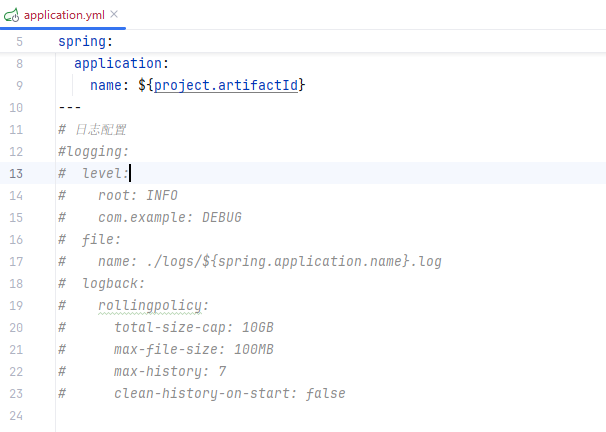 application.yml
5 spring:
8   application:
9     name: ${project.artifactId}
10 ---
11 # 日志配置
12 #logging:
13 #  level:
14 #    root: INFO
15 #    com.example: DEBUG
16 #  file:
17 #    name: ./logs/${spring.application.name}.log
18 #  logback:
19 #    rollingpolicy:
20 #      total-size-cap: 10GB
21 #      max-file-size: 100MB
22 #      max-history: 7
23 #      clean-history-on-start: false
24